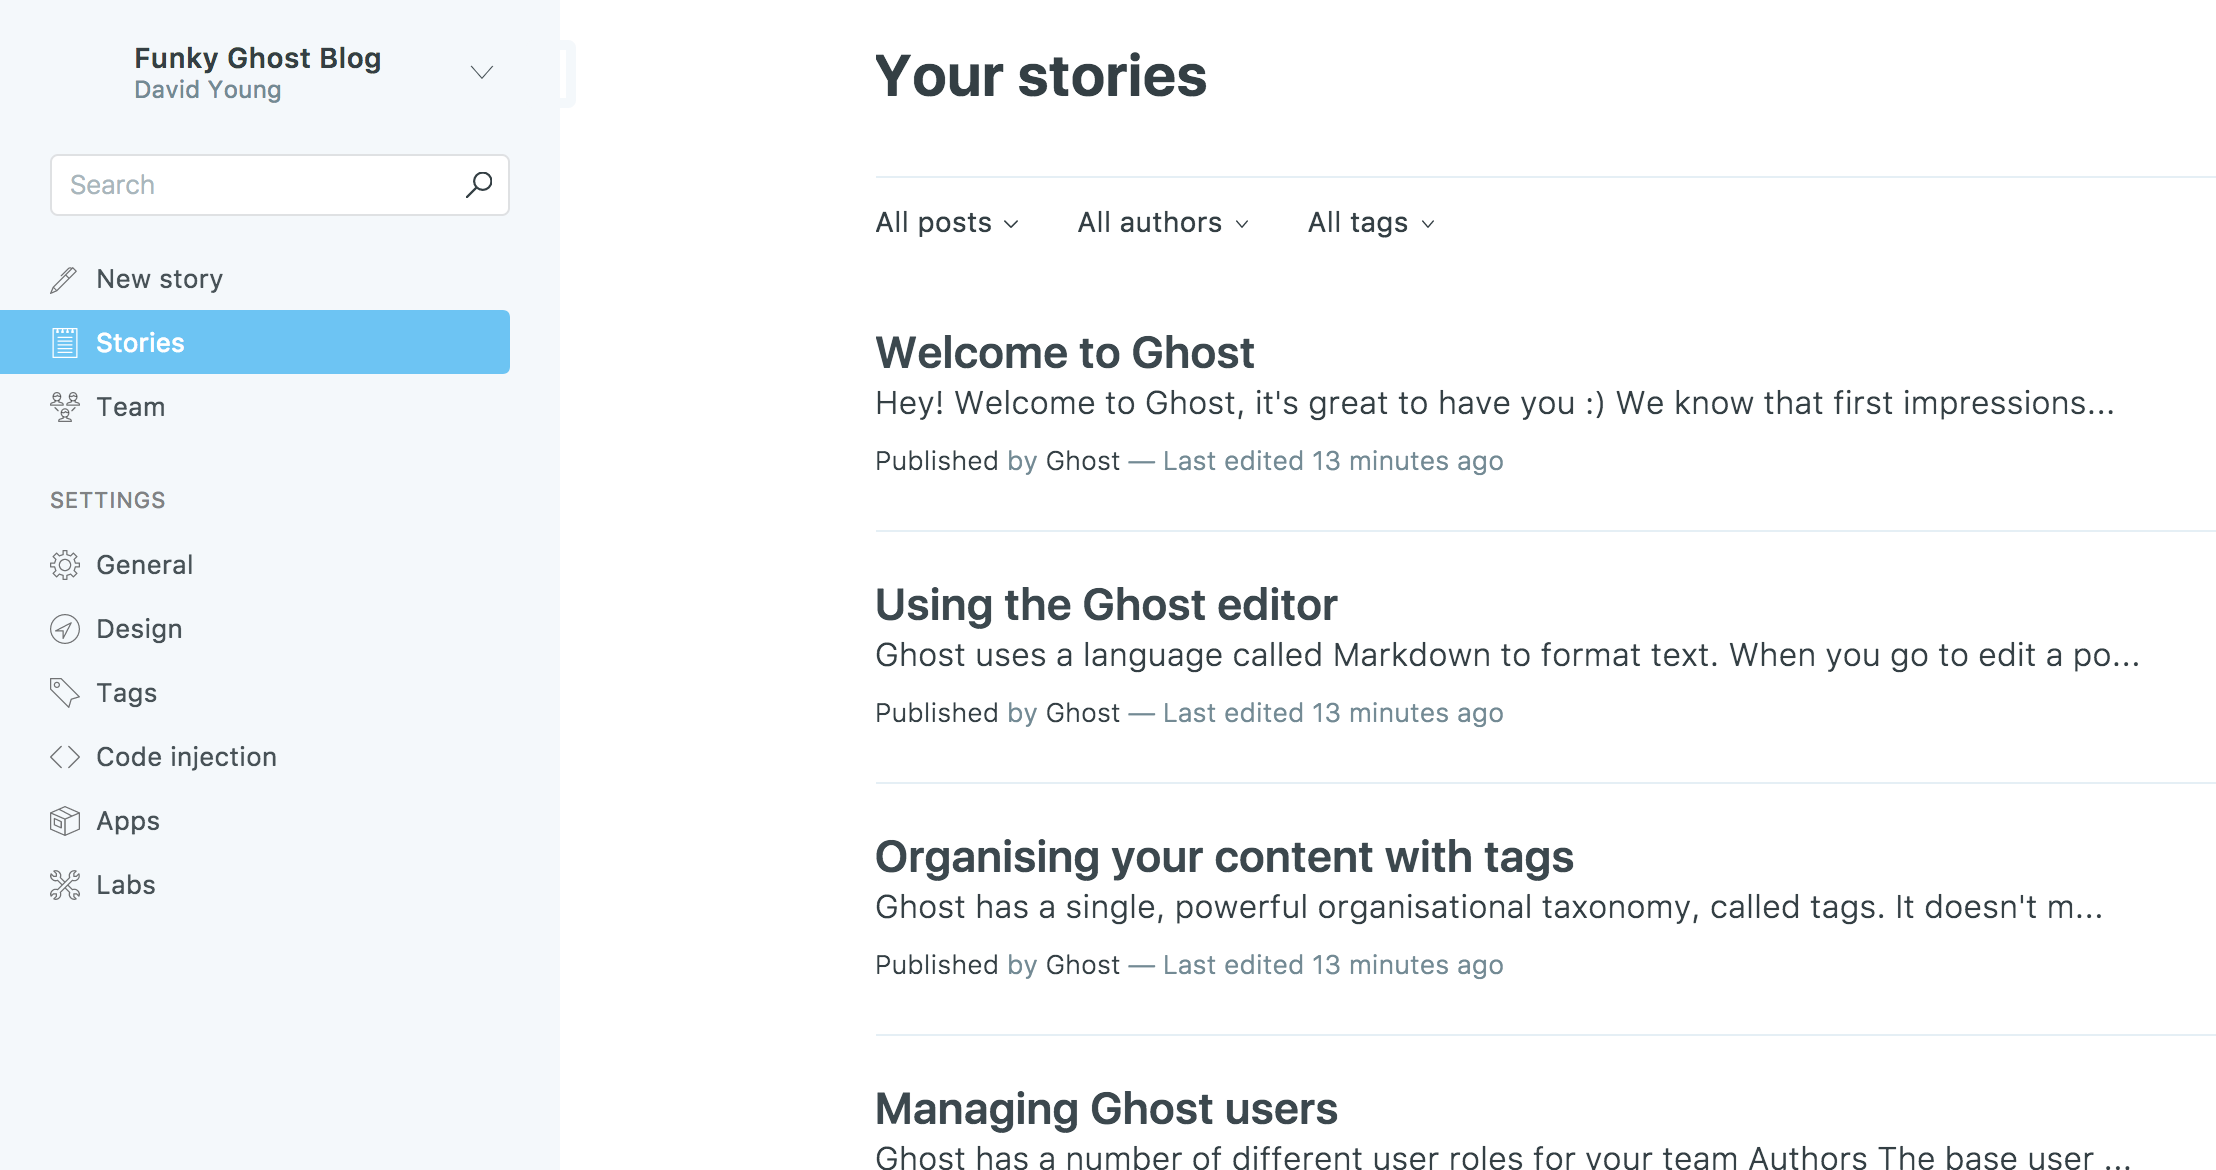 Funky Ghost Blog
David Young
Search
New story
Stories
Team
SETTINGS
General
Design
Tags
Code injection
Apps
Labs
Your stories
All posts All authors All tags
Welcome to Ghost
Hey! Welcome to Ghost, it's great to have you :) We know that first impressions...
Published by Ghost — Last edited 13 minutes ago
Using the Ghost editor
Ghost uses a language called Markdown to format text. When you go to edit a po...
Published by Ghost — Last edited 13 minutes ago
Organising your content with tags
Ghost has a single, powerful organisational taxonomy, called tags. It doesn't m...
Published by Ghost — Last edited 13 minutes ago
Managing Ghost users
Ghost has a number of different user roles for your team Authors The base user ...